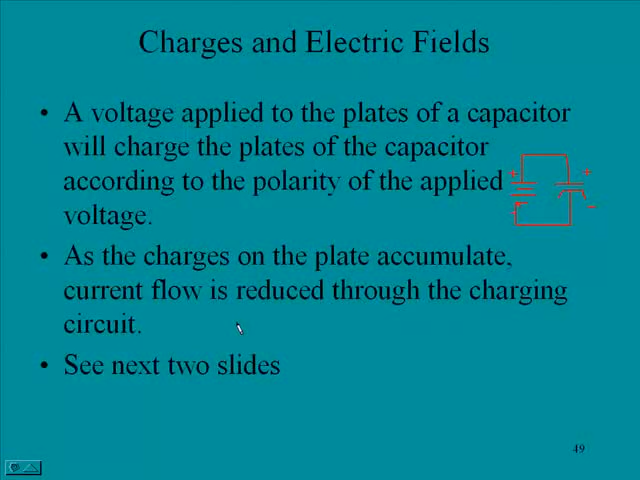 Charges and Electric Fields
• A voltage applied to the plates of a capacitor
will charge the plates of the capacitor
according to the polarity of the applied
voltage.
• As the charges on the plate accumulate,
current flow is reduced through the charging
circuit.
• See next two slides
+
+
-
-
49